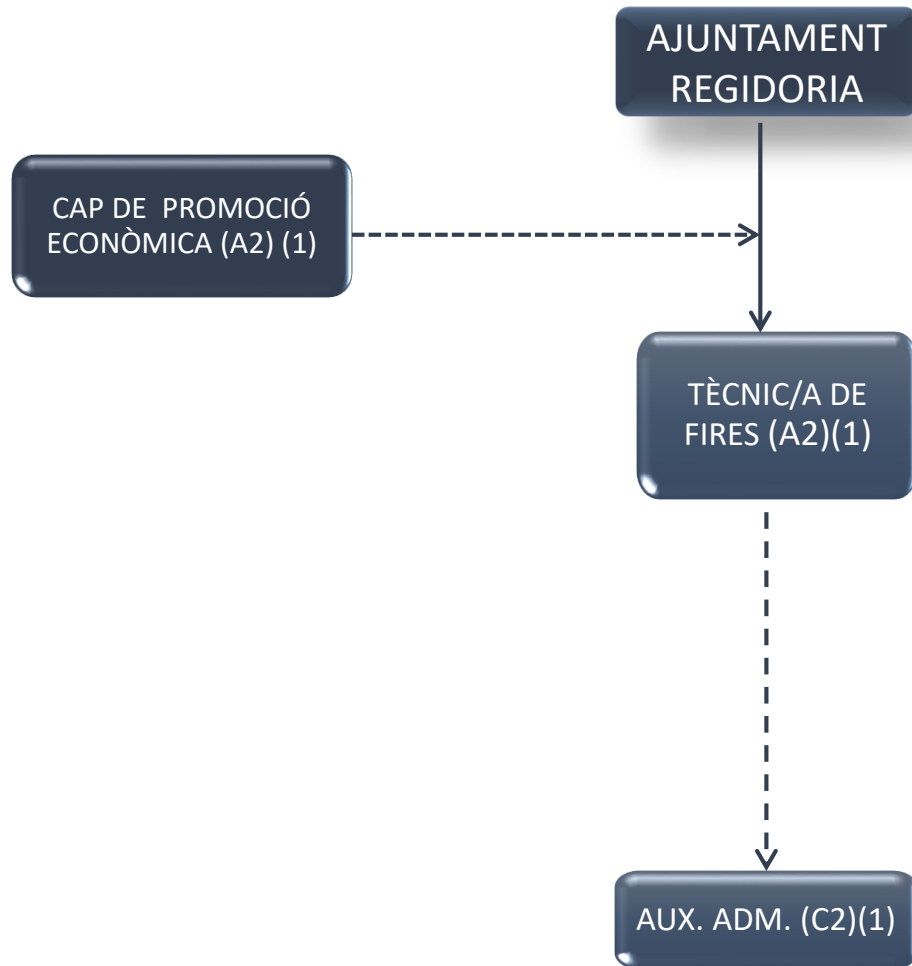 AJUNTAMENT
REGIDORIA
CAP DE PROMOCIÓ
ECONÒMICA (A2) (1)
TÈCNIC/A DE
FIRES (A2)(1)
AUX. ADM. (C2)(1)